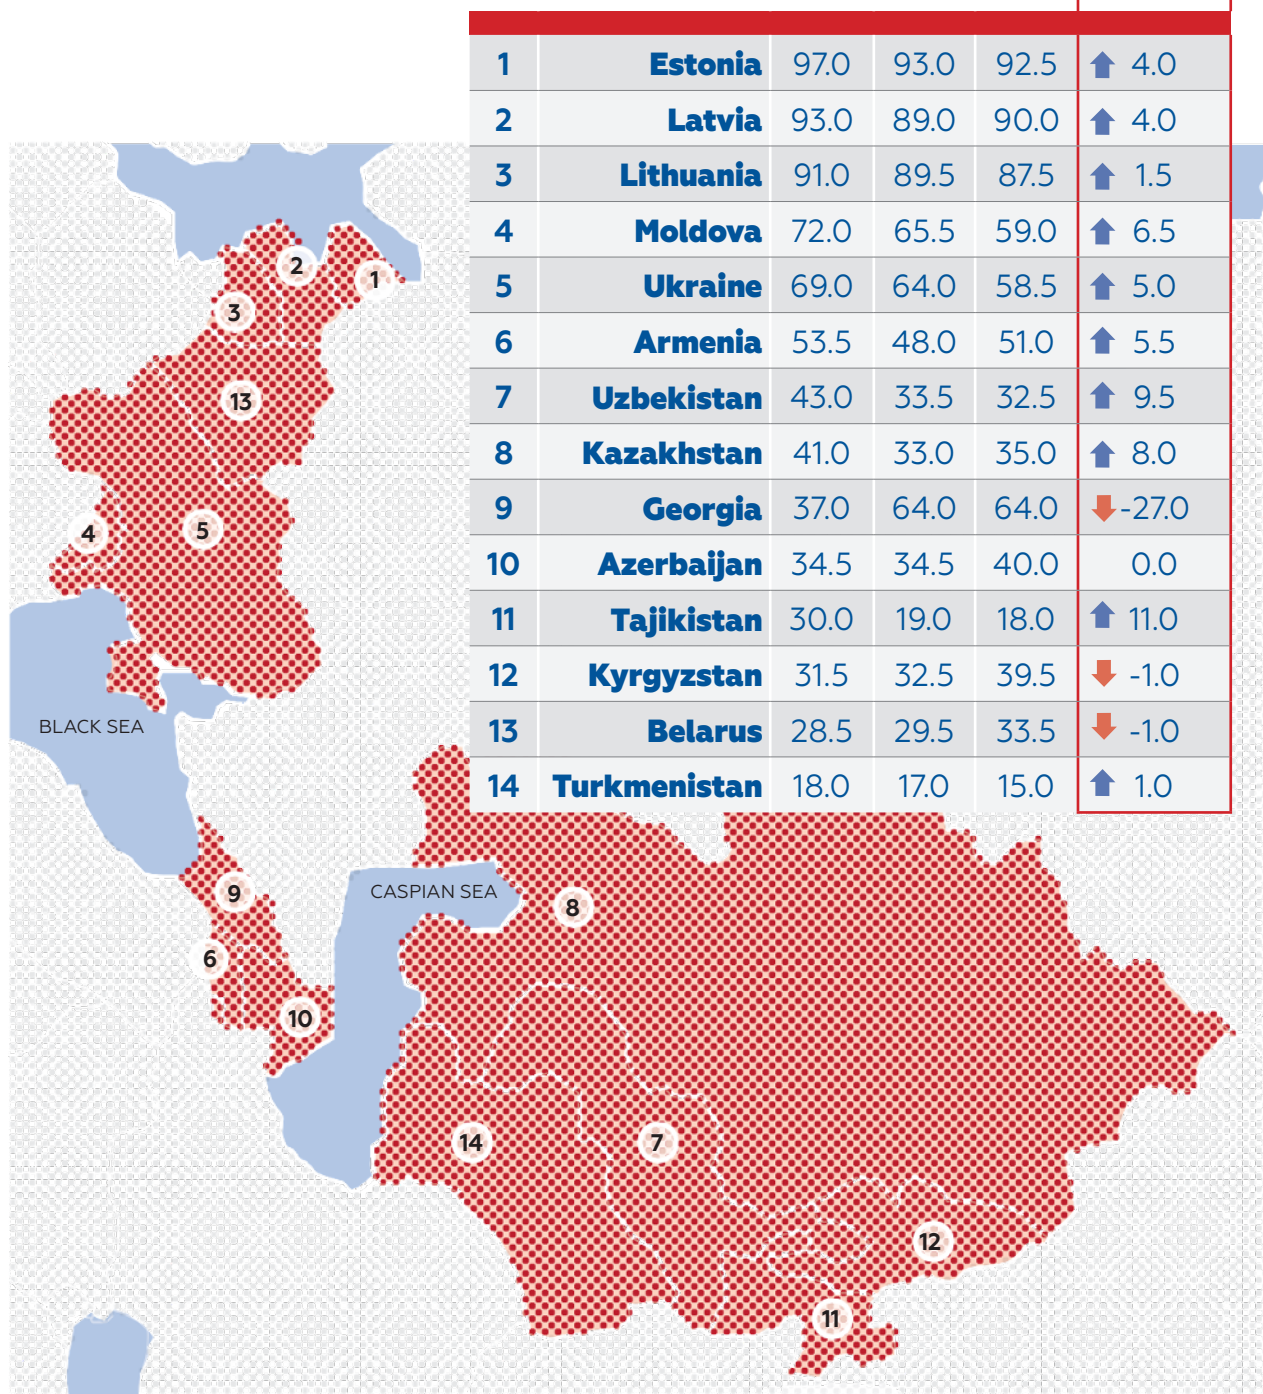 1 Estonia 97.0 93.0 92.5 4.0
2 Latvia 93.0 89.0 90.0 4.0
3 Lithuania 91.0 89.5 87.5 1.5
4 Moldova 72.0 65.5 59.0 6.5
5 Ukraine 69.0 64.0 58.5 5.0
6 Armenia 53.5 48.0 51.0 5.5
7 Uzbekistan 43.0 33.5 32.5 9.5
8 Kazakhstan 41.0 33.0 35.0 8.0
9 Georgia 37.0 64.0 64.0 -27.0
10 Azerbaijan 34.5 34.5 40.0 0.0
11 Tajikistan 30.0 19.0 18.0 11.0
12 Kyrgyzstan 31.5 32.5 39.5 -1.0
13 Belarus 28.5 29.5 33.5 -1.0
14 Turkmenistan 18.0 17.0 15.0 1.0
2
1
3
13
4
5
BLACK SEA
9
CASPIAN SEA
8
6
10
14
7
12
11